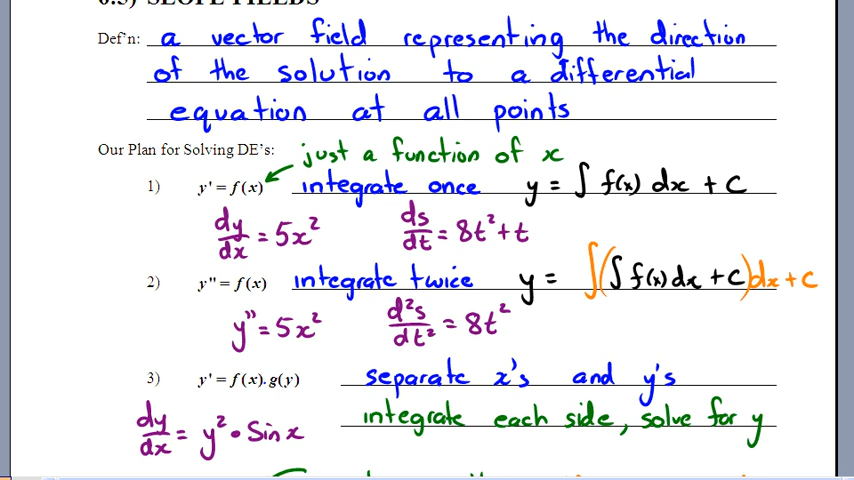 6.3) SLOPE FIELDS
Def'n: a vector field representing the direction
of the solution to a differential
equation at all points
Our Plan for Solving DE's: just a function of x
1) y' = f(x) integrate once y = ∫ f(x) dx + C
dy/dx = 5x² ds/dt = 8t² + t
2) y" = f(x) integrate twice y = ∫(∫ f(x) dx + C) dx + C
y" = 5x² d²s/dt² = 8t²
3) y' = f(x).g(y) separate x's and y's
dy/dx = y² • Sin x integrate each side, solve for y